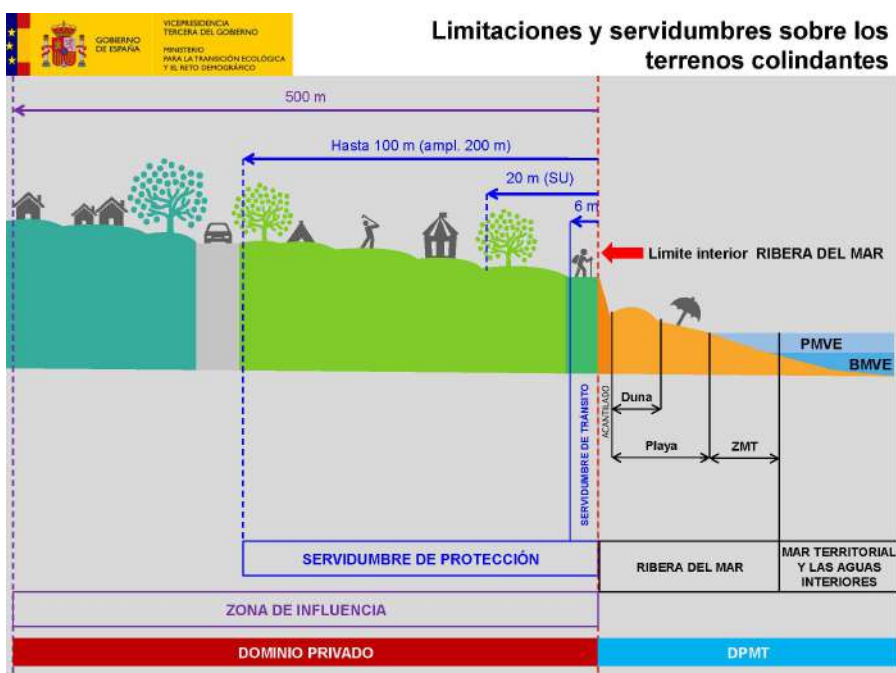 GOBIERNO
DE ESPAÑA
VICEPRESIDENCIA
TERCERA DEL GOBIERNO
MINISTERIO
PARA LA TRANSICIÓN ECOLÓGICA
Y EL RETO DEMOGRÁFICO
Limitaciones y servidumbres sobre los
terrenos colindantes
500 m
Hasta 100 m (ampl. 200 m)
20 m (SU)
6 m
Límite interior RIBERA DEL MAR
PMVE
BMVE
ACANTILADO
Duna
SERVIDUMBRE DE TRÁNSITO
Playa
ZMT
SERVIDUMBRE DE PROTECCIÓN
RIBERA DEL MAR
MAR TERRITORIAL
Y LAS AGUAS
INTERIORES
ZONA DE INFLUENCIA
DOMINIO PRIVADO
DPMT